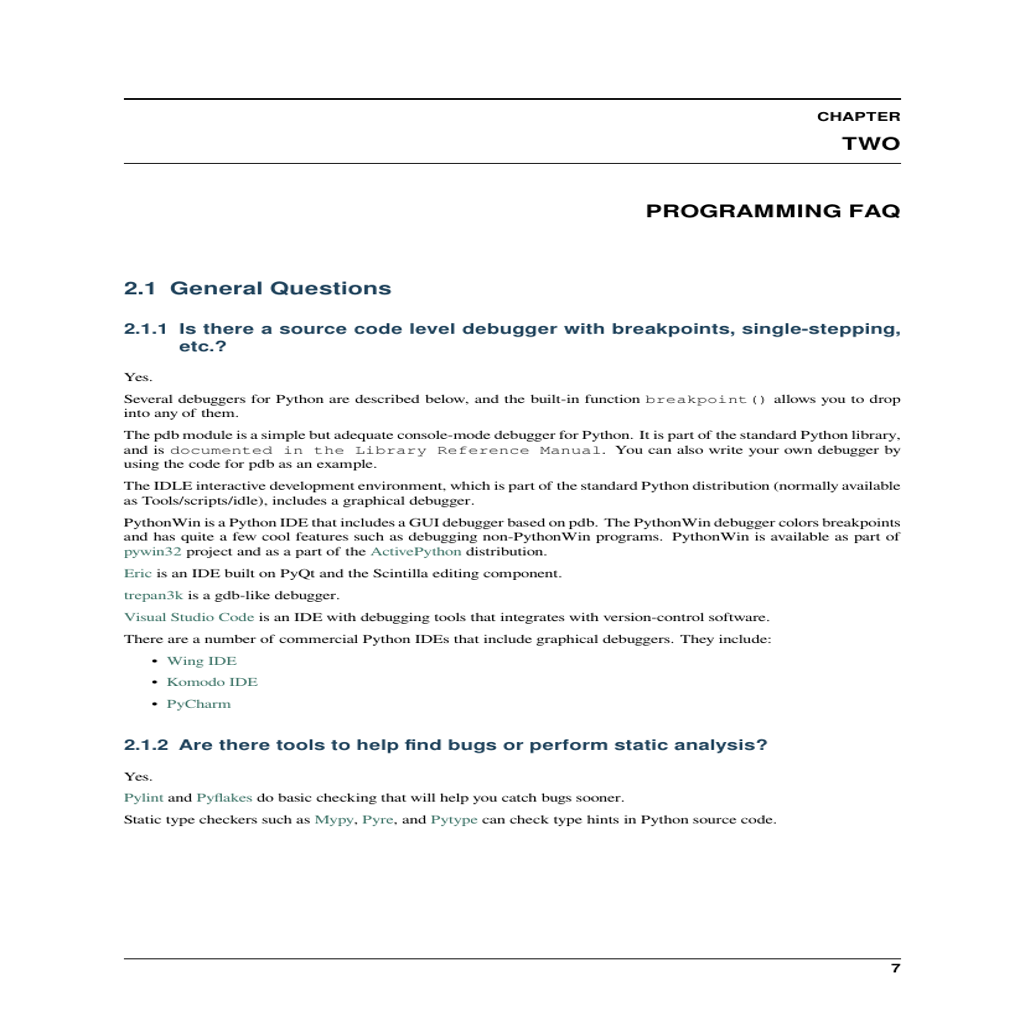 CHAPTER
TWO
PROGRAMMING FAQ
2.1 General Questions
2.1.1 Is there a source code level debugger with breakpoints, single-stepping,
etc.?
Yes.
Several debuggers for Python are described below, and the built-in function breakpoint() allows you to drop
into any of them.
The pdb module is a simple but adequate console-mode debugger for Python. It is part of the standard Python library,
and is documented in the Library Reference Manual. You can also write your own debugger by
using the code for pdb as an example.
The IDLE interactive development environment, which is part of the standard Python distribution (normally available
as Tools/scripts/idle), includes a graphical debugger.
PythonWin is a Python IDE that includes a GUI debugger based on pdb. The PythonWin debugger colors breakpoints
and has quite a few cool features such as debugging non-PythonWin programs. PythonWin is available as part of
pywin32 project and as a part of the ActivePython distribution.
Eric is an IDE built on PyQt and the Scintilla editing component.
trepan3k is a gdb-like debugger.
Visual Studio Code is an IDE with debugging tools that integrates with version-control software.
There are a number of commercial Python IDEs that include graphical debuggers. They include:
• Wing IDE
• Komodo IDE
• PyCharm
2.1.2 Are there tools to help find bugs or perform static analysis?
Yes.
Pylint and Pyflakes do basic checking that will help you catch bugs sooner.
Static type checkers such as Mypy, Pyre, and Pytype can check type hints in Python source code.
7